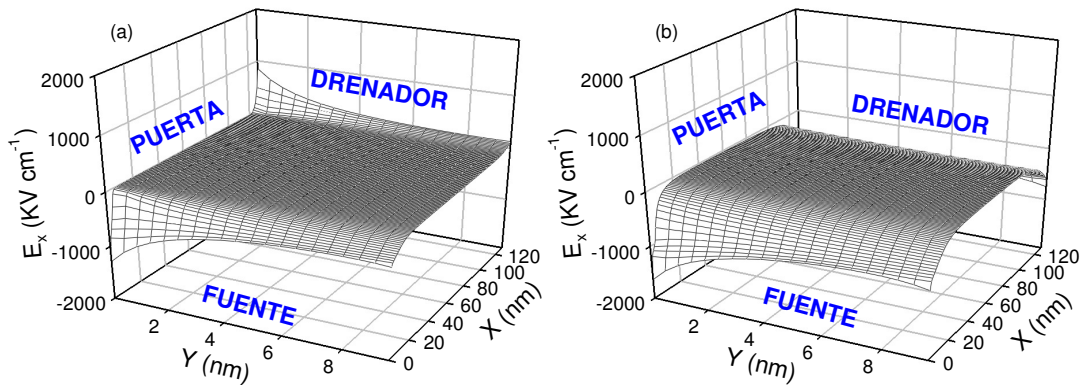 (a)
2000
1000
0
-1000
-2000
E_x (KV cm⁻¹)
PUERTA
DRENADOR
FUENTE
2
4
6
8
Y (nm)
0
20
40
60
80
100
120
X (nm)
(b)
2000
1000
0
-1000
-2000
E_x (KV cm⁻¹)
PUERTA
DRENADOR
FUENTE
2
4
6
8
Y (nm)
0
20
40
60
80
100
120
X (nm)